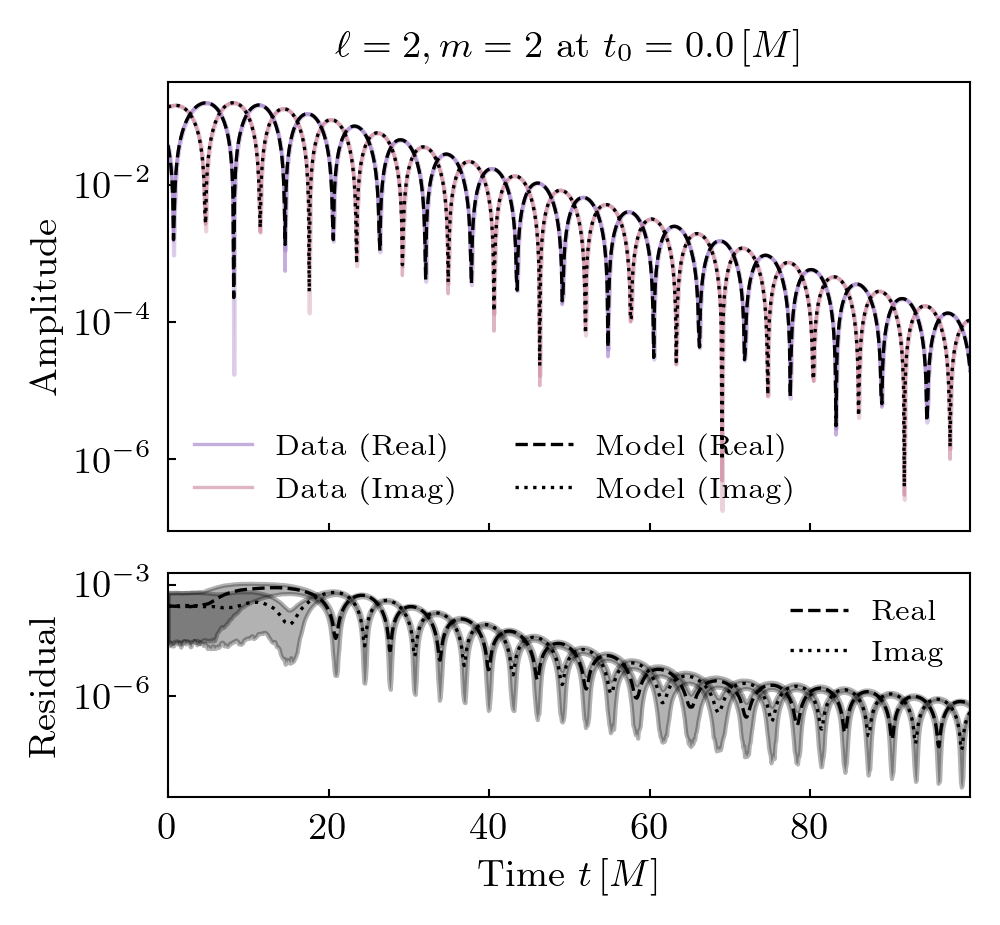 ℓ = 2, m = 2 at t₀ = 0.0 [M]
Amplitude
10⁻²
10⁻⁴
10⁻⁶
Data (Real)
Data (Imag)
Model (Real)
Model (Imag)
Residual
10⁻³
10⁻⁶
Real
Imag
0 20 40 60 80
Time t [M]